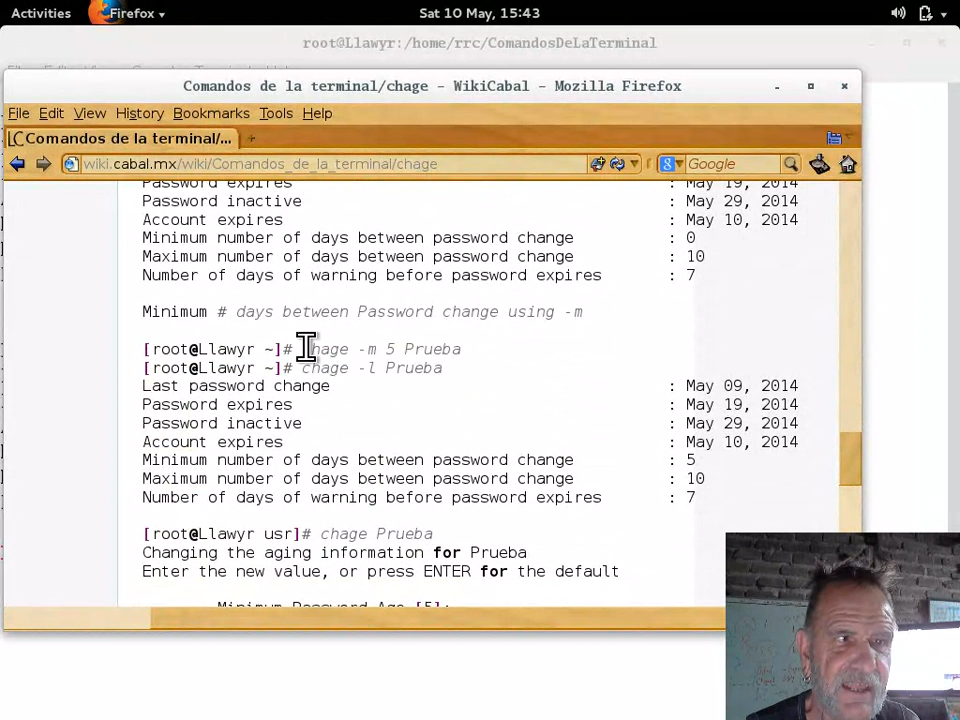 Activities Firefox Sat 10 May, 15:43
root@Llawyr:/home/rrc/ComandosDeLaTerminal
Comandos de la terminal/chage - WikiCabal - Mozilla Firefox
File Edit View History Bookmarks Tools Help
Comandos de la terminal/... +
wiki.cabal.mx/wiki/Comandos_de_la_terminal/chage Google
Password expires : May 19, 2014
Password inactive : May 29, 2014
Account expires : May 10, 2014
Minimum number of days between password change : 0
Maximum number of days between password change : 10
Number of days of warning before password expires : 7
Minimum # days between Password change using -m
[root@Llawyr ~]# chage -m 5 Prueba
[root@Llawyr ~]# chage -l Prueba
Last password change : May 09, 2014
Password expires : May 19, 2014
Password inactive : May 29, 2014
Account expires : May 10, 2014
Minimum number of days between password change : 5
Maximum number of days between password change : 10
Number of days of warning before password expires : 7
[root@Llawyr usr]# chage Prueba
Changing the aging information for Prueba
Enter the new value, or press ENTER for the default
Minimum Password Age [5]: